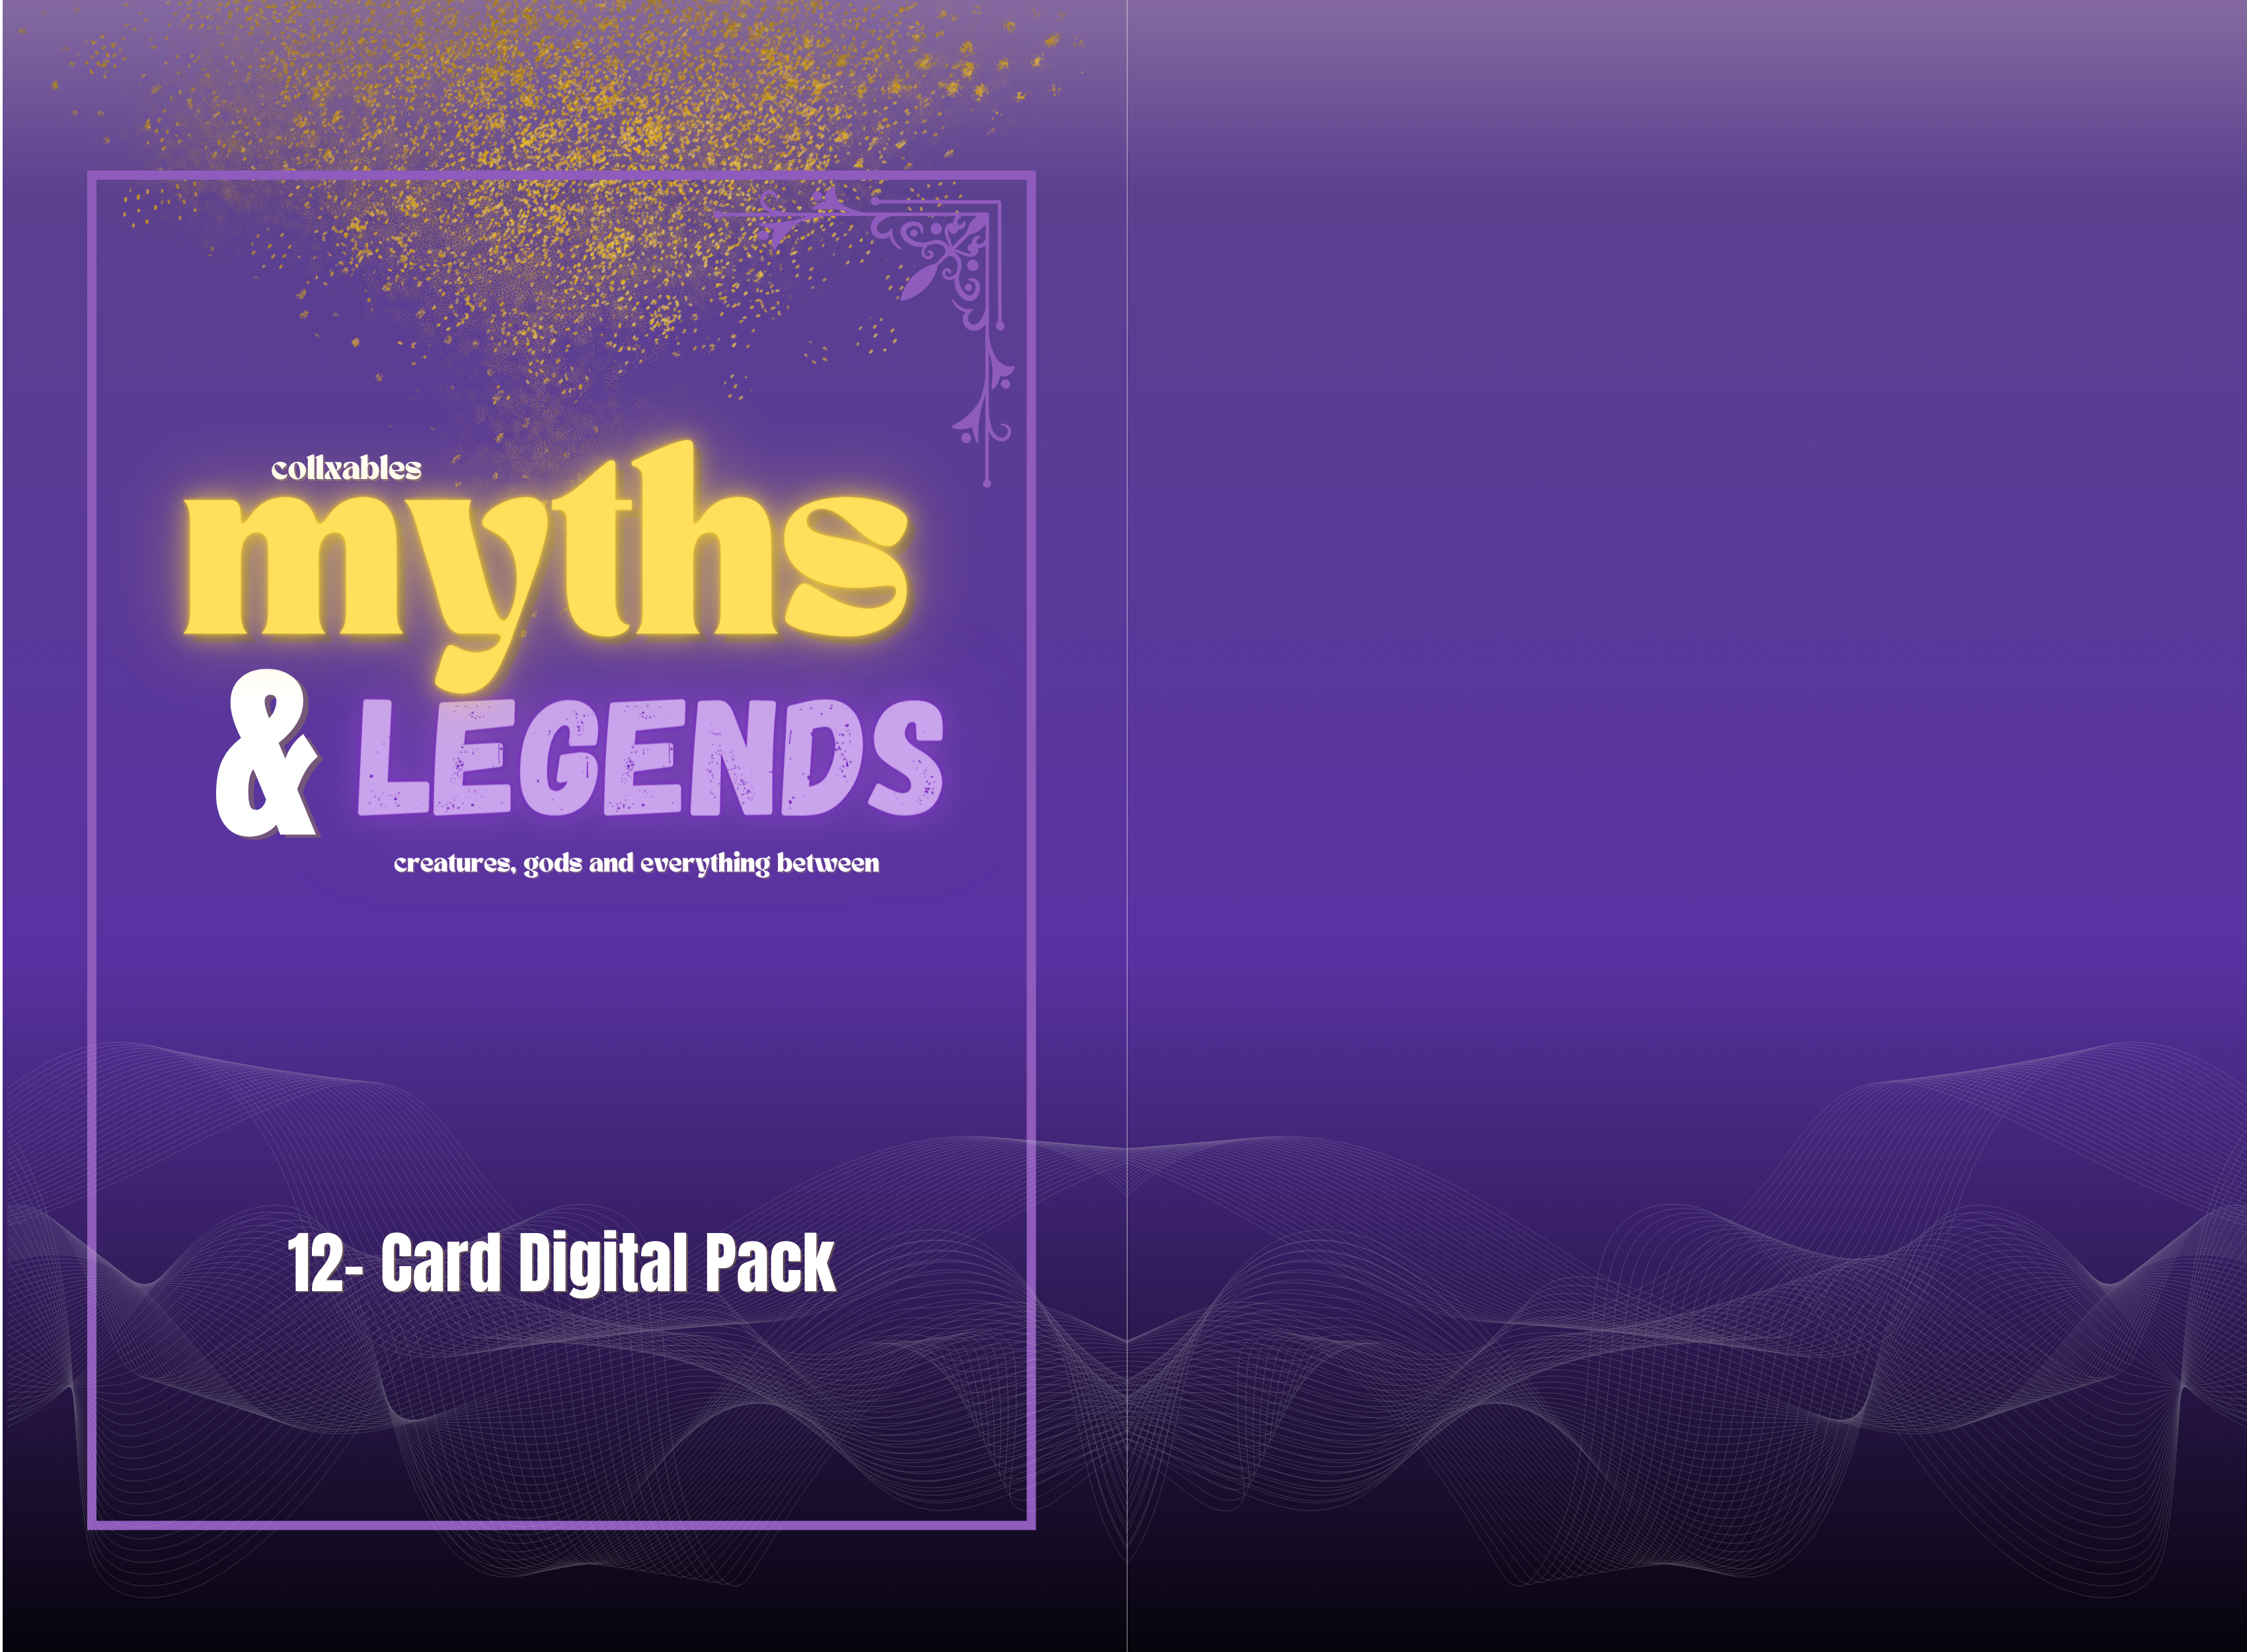 collxables
myths
& LEGENDS
creatures, gods and everything between
12- Card Digital Pack